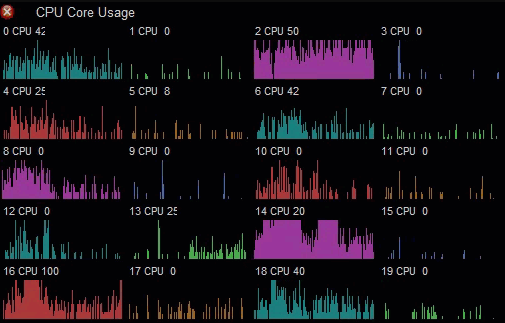 CPU Core Usage
0 CPU 42 1 CPU 0 2 CPU 50 3 CPU 0
4 CPU 25 5 CPU 8 6 CPU 42 7 CPU 0
8 CPU 0 9 CPU 0 10 CPU 0 11 CPU 0
12 CPU 0 13 CPU 25 14 CPU 20 15 CPU 0
16 CPU 100 17 CPU 0 18 CPU 40 19 CPU 0